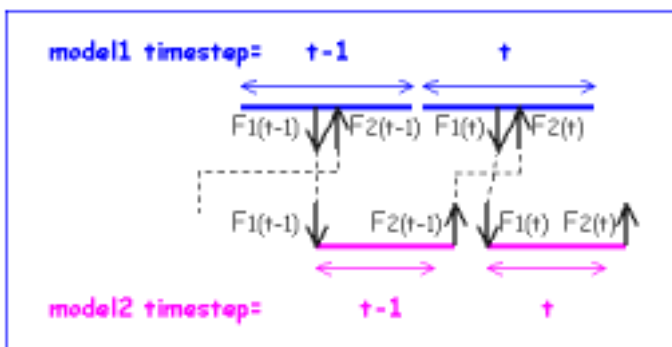 model1 timestep= t-1 t
F1(t-1) F2(t-1) F1(t) F2(t)
F1(t-1) F2(t-1) F1(t) F2(t)
model2 timestep= t-1 t